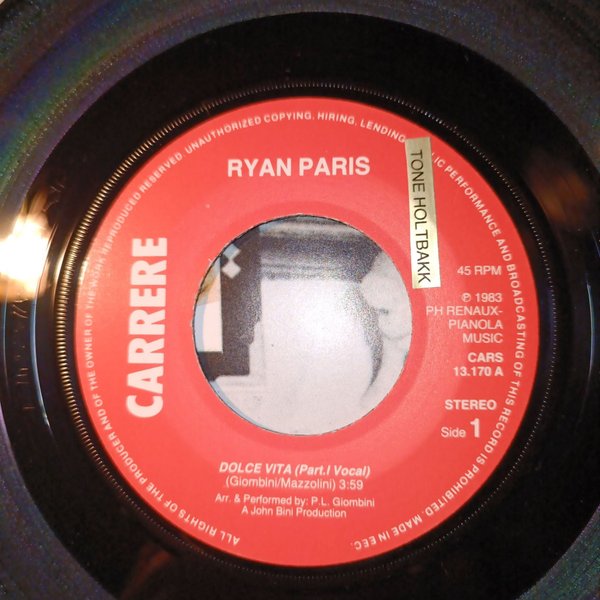 ALL RIGHTS OF THE PRODUCER AND OF THE OWNER OF THE WORK REPRODUCED RESERVED. UNAUTHORIZED COPYING, HIRING, LENDING, PERFORMANCE AND BROADCASTING OF THIS RECORD IS PROHIBITED. MADE IN EEC.
RYAN PARIS
TONE HOLTBAKK
CARRERE
45 RPM
℗ 1983
PH RENAUX-
PIANOLA
MUSIC
CARS
13.170 A
STEREO
Side 1
DOLCE VITA (Part.I Vocal)
(Giombini/Mazzolini) 3:59
Arr. & Performed by: P.L. Giombini
A John Bini Production